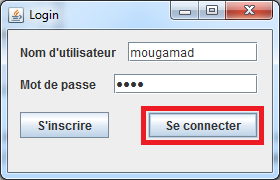 Login
Nom d'utilisateur mougamad
Mot de passe ••••
S'inscrire Se connecter